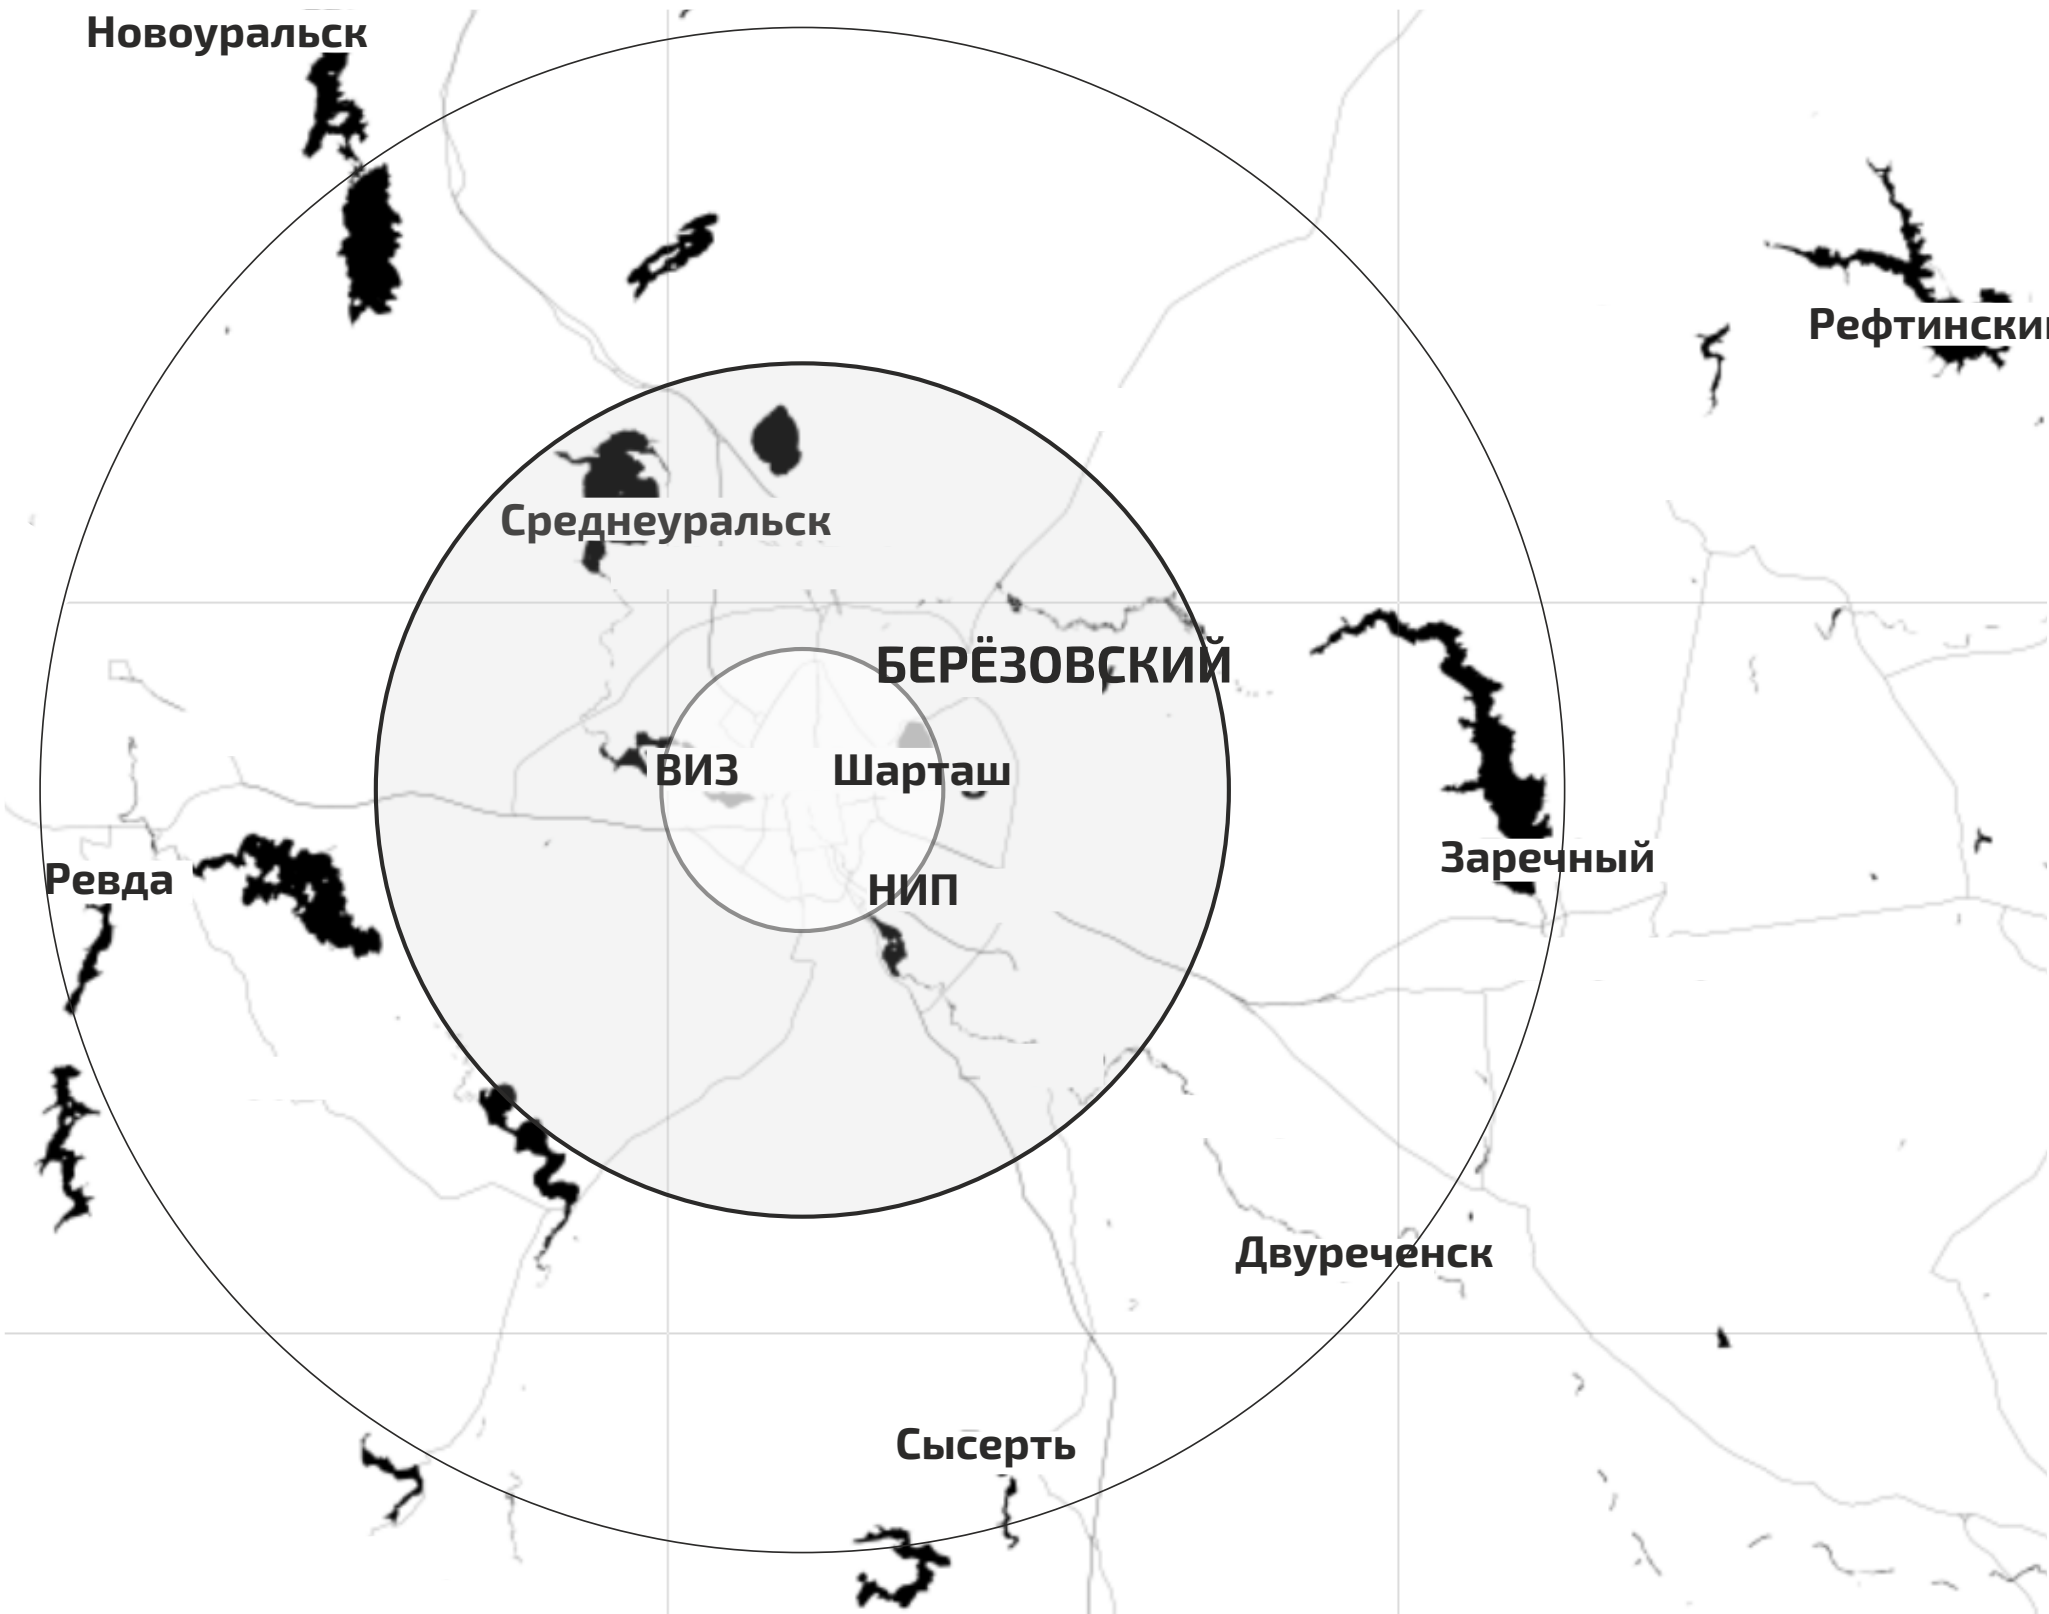 Новоуральск
Рефтинский
Среднеуральск
БЕРЁЗОВСКИЙ
ВИЗ
Шарташ
Заречный
Ревда
НИП
Двуреченск
Сысерть